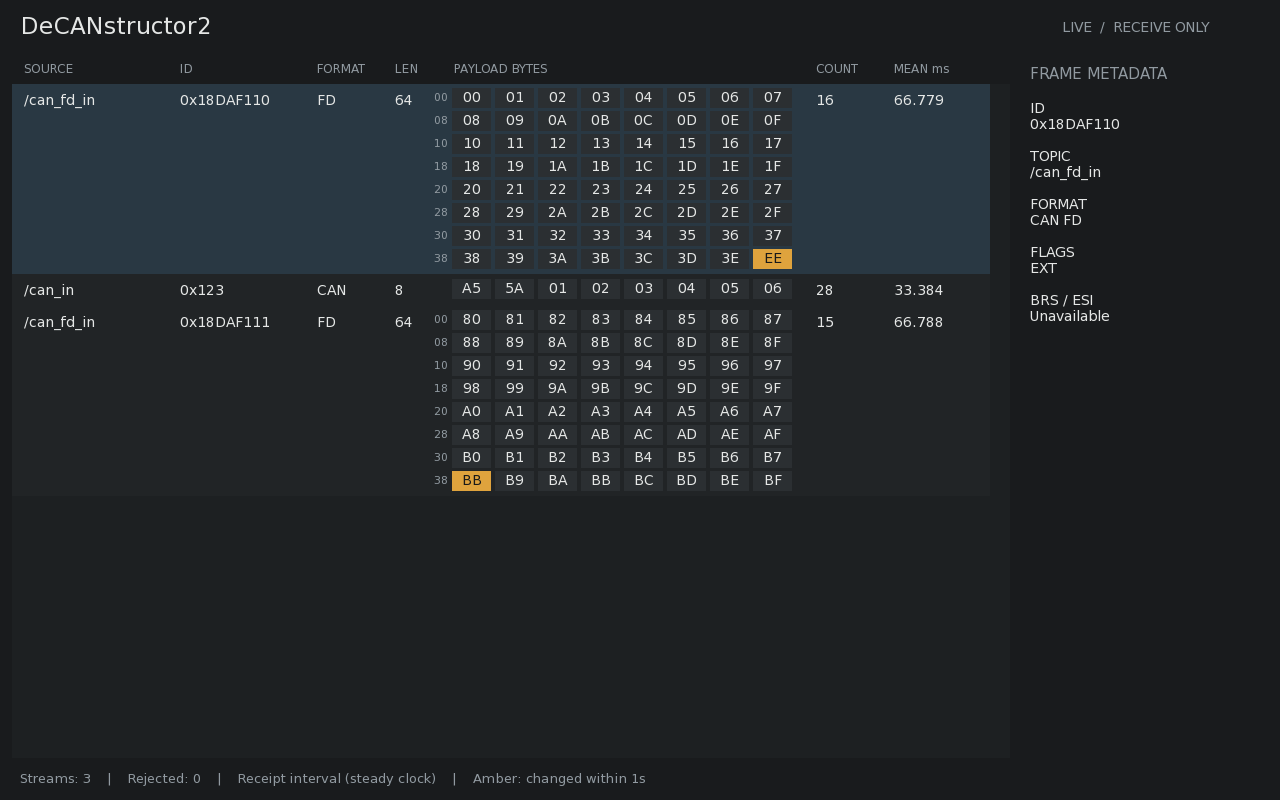 DeCANstructor2
LIVE / RECEIVE ONLY
SOURCE ID FORMAT LEN PAYLOAD BYTES COUNT MEAN ms
/can_fd_in 0x18DAF110 FD 64 00 00 01 02 03 04 05 06 07 16 66.779
08 08 09 0A 0B 0C 0D 0E 0F
10 10 11 12 13 14 15 16 17
18 18 19 1A 1B 1C 1D 1E 1F
20 20 21 22 23 24 25 26 27
28 28 29 2A 2B 2C 2D 2E 2F
30 30 31 32 33 34 35 36 37
38 38 39 3A 3B 3C 3D 3E EE
/can_in 0x123 CAN 8 A5 5A 01 02 03 04 05 06 28 33.384
/can_fd_in 0x18DAF111 FD 64 00 80 81 82 83 84 85 86 87 15 66.788
08 88 89 8A 8B 8C 8D 8E 8F
10 90 91 92 93 94 95 96 97
18 98 99 9A 9B 9C 9D 9E 9F
20 A0 A1 A2 A3 A4 A5 A6 A7
28 A8 A9 AA AB AC AD AE AF
30 B0 B1 B2 B3 B4 B5 B6 B7
38 BB B9 BA BB BC BD BE BF
FRAME METADATA
ID
0x18DAF110
TOPIC
/can_fd_in
FORMAT
CAN FD
FLAGS
EXT
BRS / ESI
Unavailable
Streams: 3 | Rejected: 0 | Receipt interval (steady clock) | Amber: changed within 1s